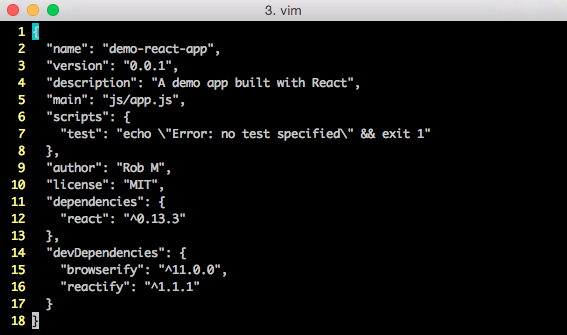 3. vim
1 {
2   "name": "demo-react-app",
3   "version": "0.0.1",
4   "description": "A demo app built with React",
5   "main": "js/app.js",
6   "scripts": {
7     "test": "echo \"Error: no test specified\" && exit 1"
8   },
9   "author": "Rob M",
10   "license": "MIT",
11   "dependencies": {
12     "react": "^0.13.3"
13   },
14   "devDependencies": {
15     "browserify": "^11.0.0",
16     "reactify": "^1.1.1"
17   }
18 }